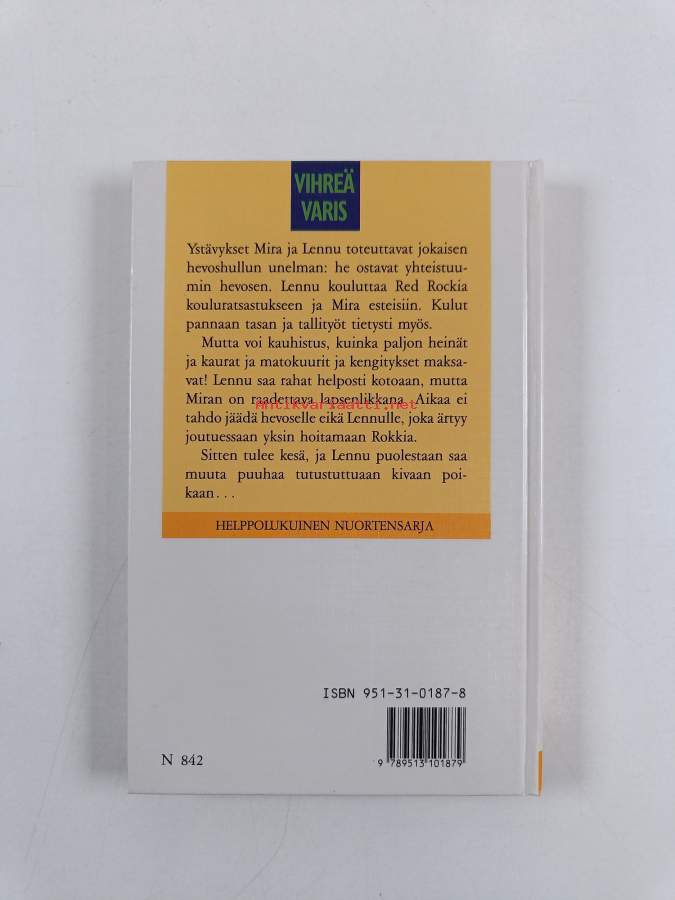 VIHREÄ
VARIS
Ystävykset Mira ja Lennu toteuttavat jokaisen
hevoshullun unelman: he ostavat yhteistuu-
min hevosen. Lennu kouluttaa Red Rockia
kouluratsastukseen ja Mira esteisiin. Kulut
pannaan tasan ja tallityöt tietysti myös.
Mutta voi kauhistus, kuinka paljon heinät
ja kaurat ja matokuurit ja kengitykset maksa-
vat! Lennu saa rahat helposti kotoaan, mutta
Miran on raadettava lapsenlikkana. Aikaa ei
Antikvariaatti.net
tahdo jäädä hevoselle eikä Lennulle, joka ärtyy
joutuessaan yksin hoitamaan Rokkia.
Sitten tulee kesä, ja Lennu puolestaan saa
muuta puuhaa tutustuttuaan kivaan poi-
kaan...
HELPPOLUKUINEN NUORTENSARJA
ISBN 951-31-0187-8
9 789513 101879
N 842